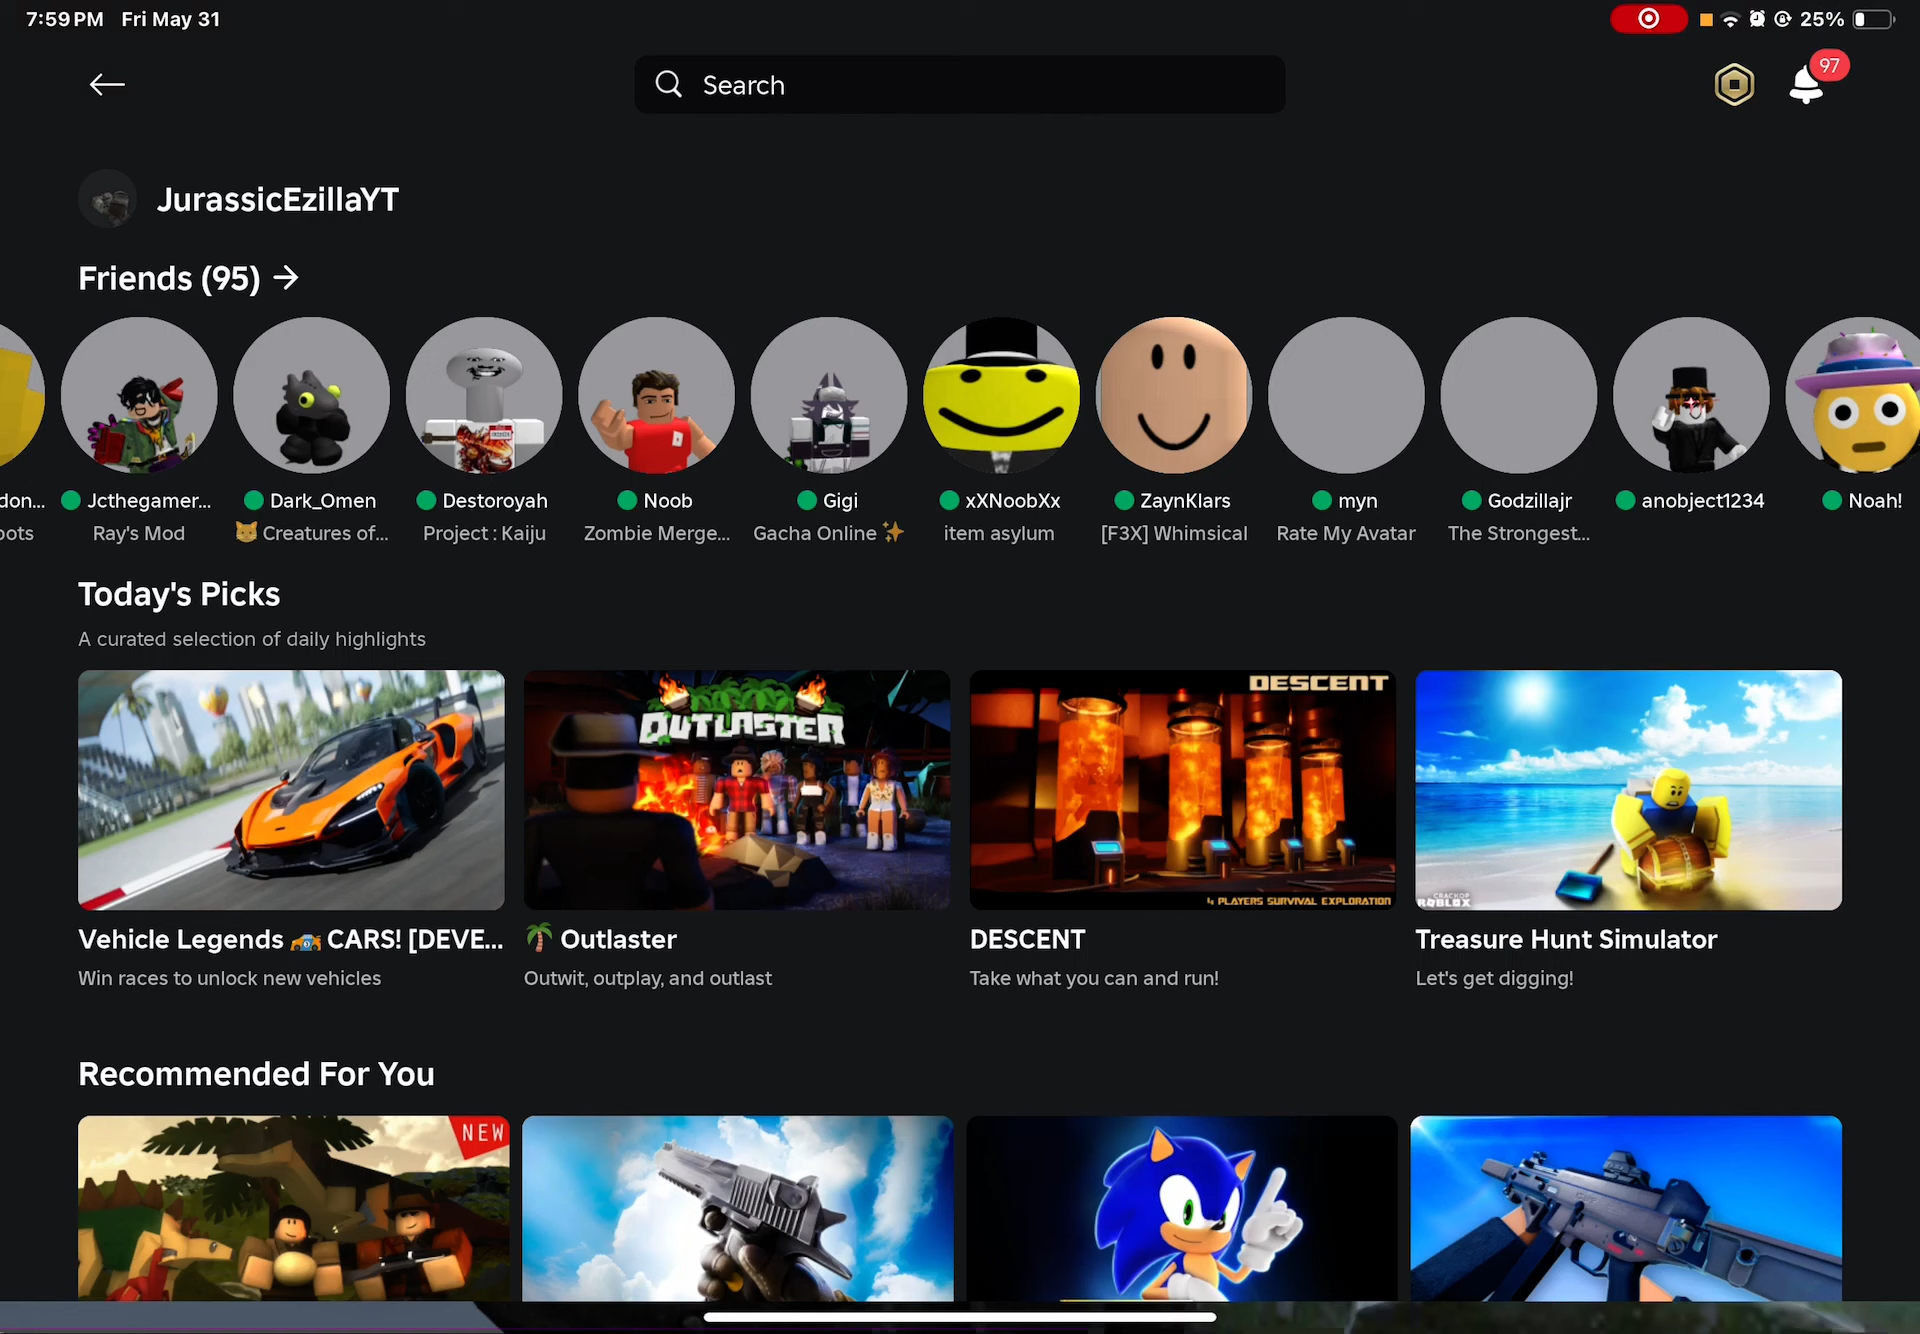 7:59 PM Fri May 31
25%
Search
97
JurassicEzillaYT
Friends (95)
don... Jcthegamer... Dark_Omen Destoroyah Noob Gigi xXNoobXx ZaynKlars myn Godzillajr anobject1234 Noah!
oots Ray's Mod 🐱 Creatures of... Project : Kaiju Zombie Merge... Gacha Online ✨ item asylum [F3X] Whimsical Rate My Avatar The Strongest...
Today's Picks
A curated selection of daily highlights
OUTLASTER
DESCENT
4 PLAYERS SURVIVAL EXPLORATION
CRACKOP
ROBLOX
Vehicle Legends 🏎️ CARS! [DEVE... 🌴 Outlaster DESCENT Treasure Hunt Simulator
Win races to unlock new vehicles Outwit, outplay, and outlast Take what you can and run! Let's get digging!
Recommended For You
NEW